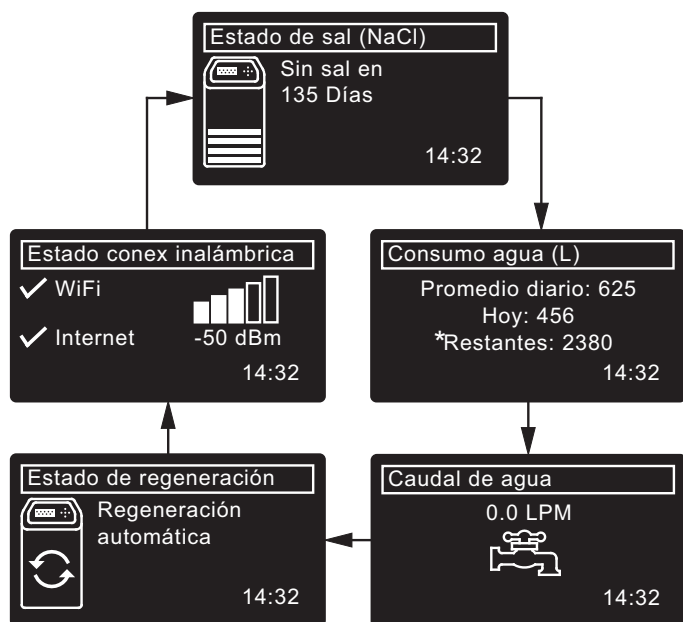 Estado de sal (NaCl)
Sin sal en
135 Días
14:32
Estado conex inalámbrica
WiFi
Internet
-50 dBm
14:32
Consumo agua (L)
Promedio diario: 625
Hoy: 456
*Restantes: 2380
14:32
Estado de regeneración
Regeneración
automática
14:32
Caudal de agua
0.0 LPM
14:32